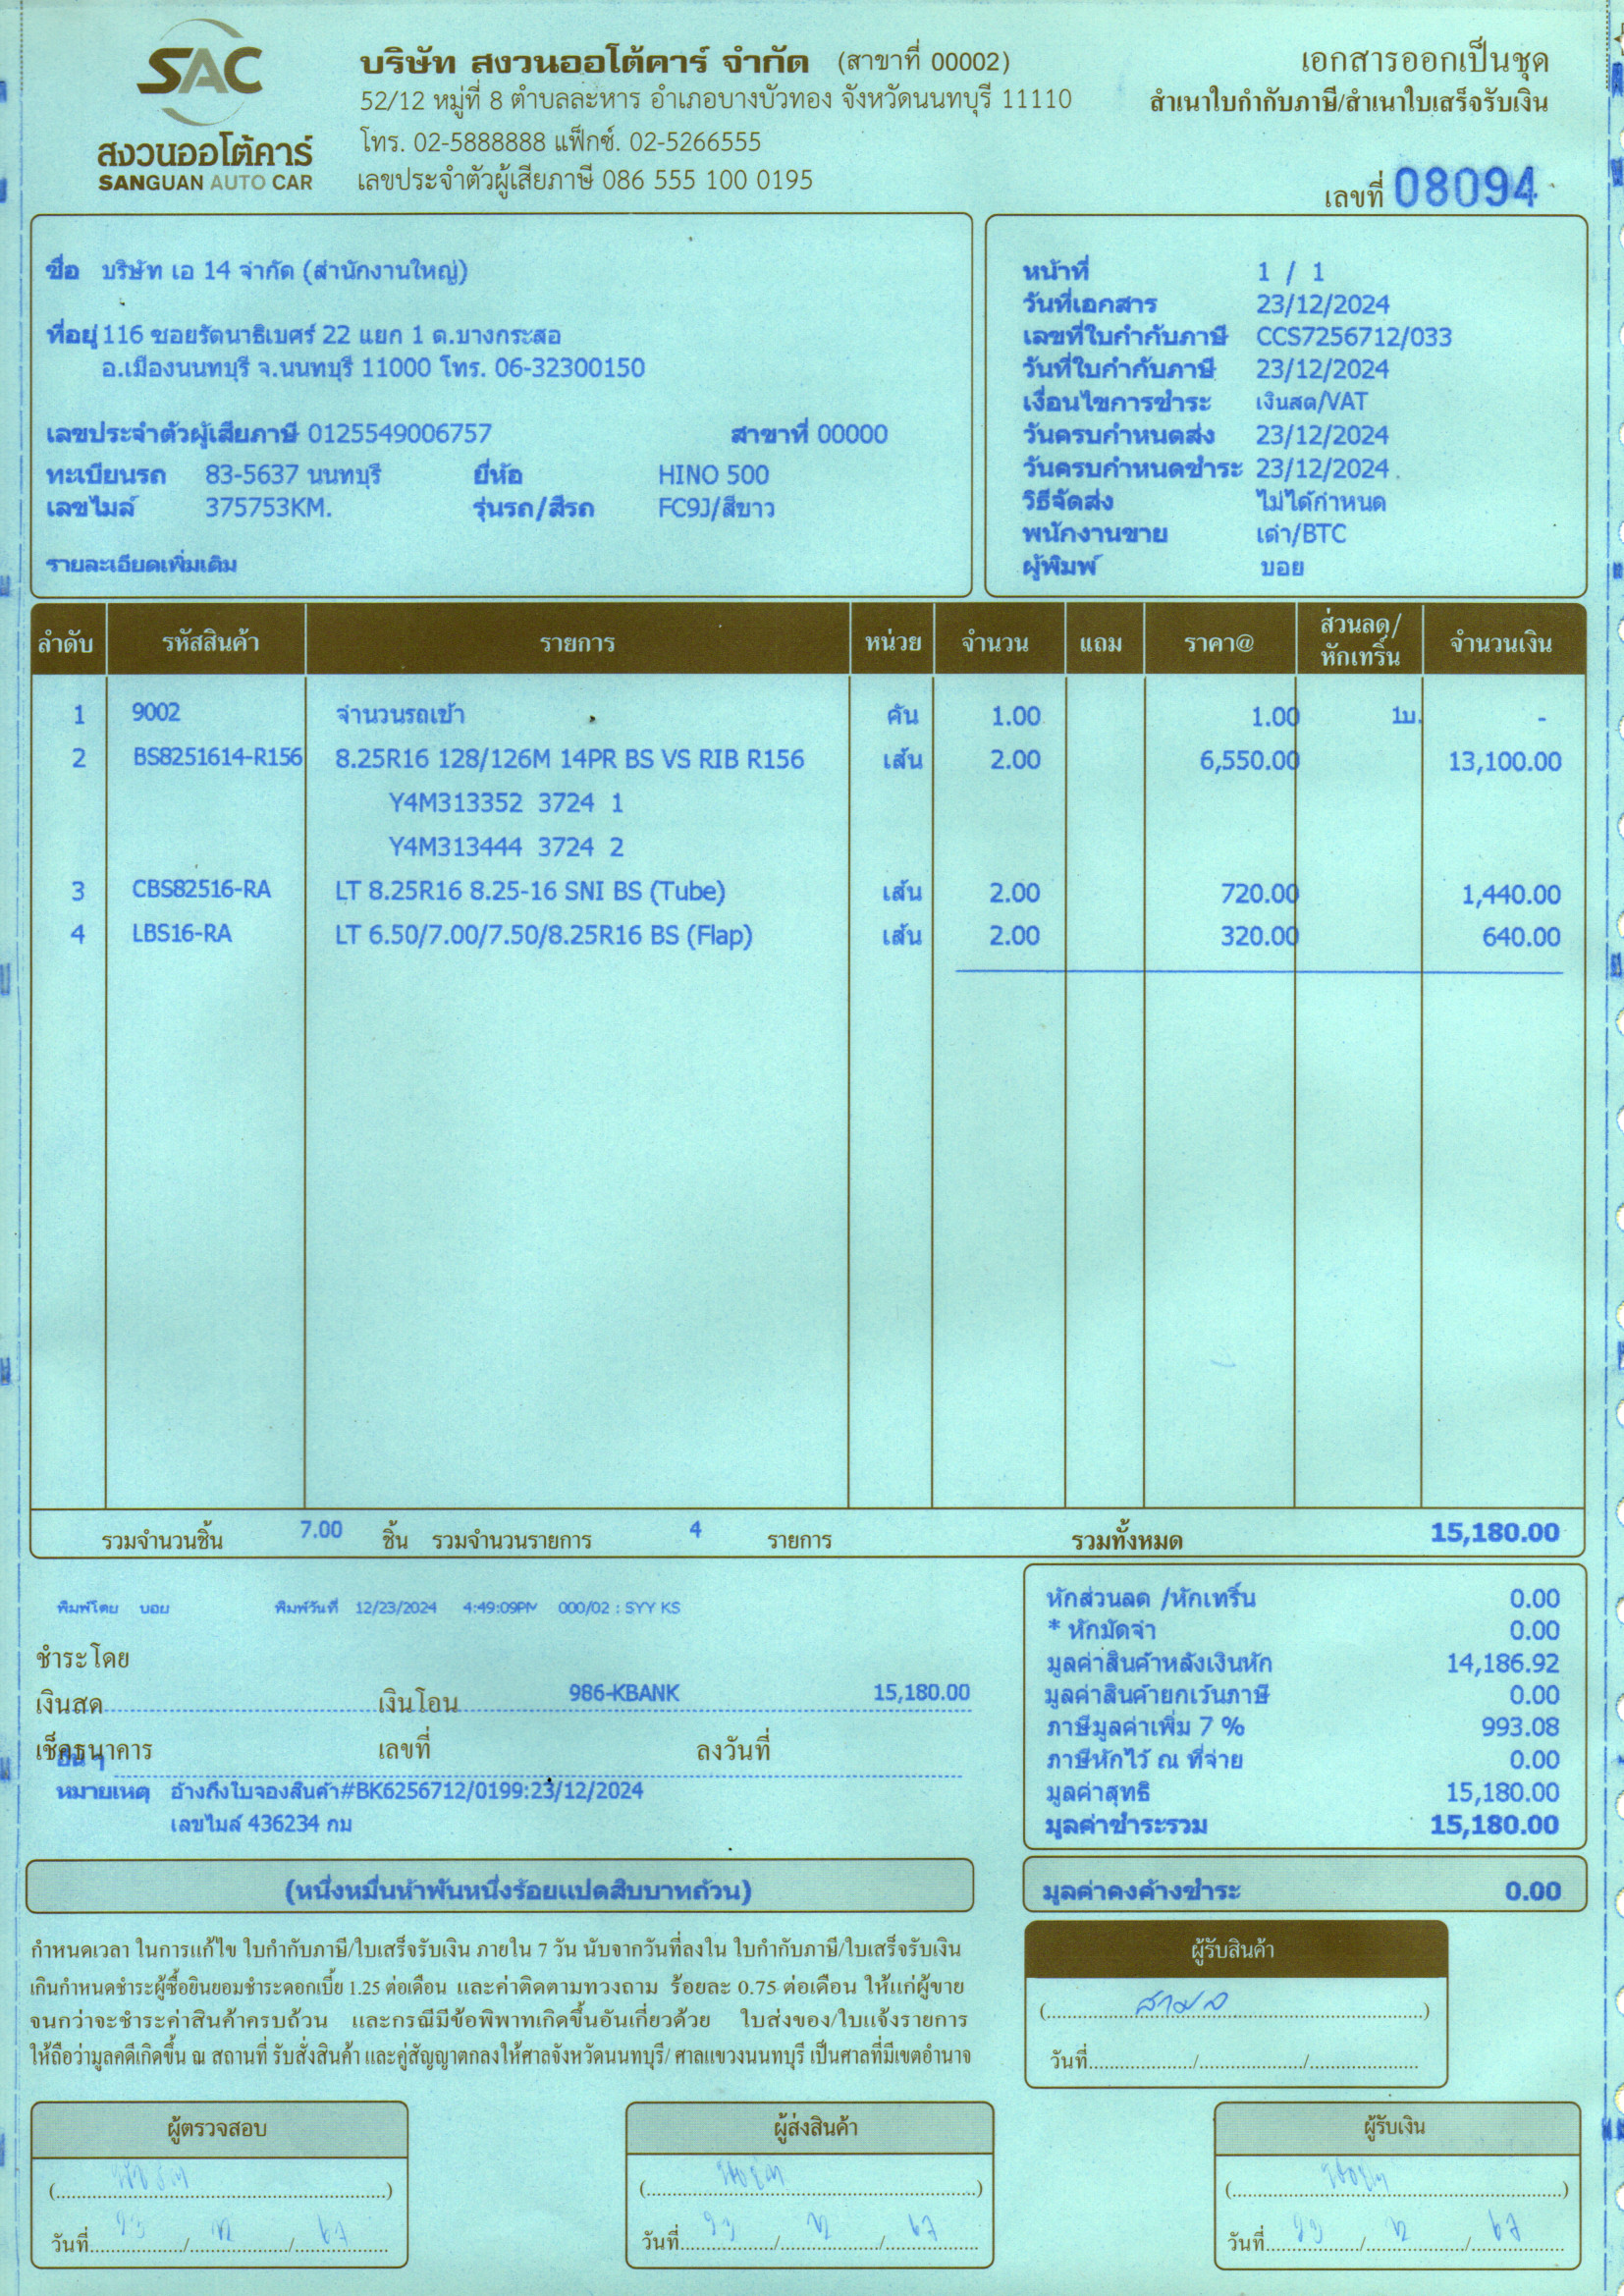 SAC
สงวนออโต้คาร์
SANGUAN AUTO CAR
บริษัท สงวนออโต้คาร์ จำกัด (สาขาที่ 00002)
52/12 หมู่ที่ 8 ตำบลละหาร อำเภอบางบัวทอง จังหวัดนนทบุรี 11110
โทร. 02-5888888 แฟ็กซ์. 02-5266555
เลขประจำตัวผู้เสียภาษี 086 555 100 0195
เอกสารออกเป็นชุด
สำเนาใบกำกับภาษี/สำเนาใบเสร็จรับเงิน
เลขที่ 08094
ชื่อ บริษัท เอ 14 จำกัด (สำนักงานใหญ่)
ที่อยู่ 116 ซอยรัตนาธิเบศร์ 22 แยก 1 ต.บางกระสอ
อ.เมืองนนทบุรี จ.นนทบุรี 11000 โทร. 06-32300150
เลขประจำตัวผู้เสียภาษี 0125549006757 สาขาที่ 00000
ทะเบียนรถ 83-5637 นนทบุรี ยี่ห้อ HINO 500
เลขไมล์ 375753KM. รุ่นรถ/สีรถ FC9J/สีขาว
รายละเอียดเพิ่มเติม
หน้าที่ 1 / 1
วันที่เอกสาร 23/12/2024
เลขที่ใบกำกับภาษี CCS7256712/033
วันที่ใบกำกับภาษี 23/12/2024
เงื่อนไขการชำระ เงินสด/VAT
วันครบกำหนดส่ง 23/12/2024
วันครบกำหนดชำระ 23/12/2024
วิธีจัดส่ง ไม่ได้กำหนด
พนักงานขาย เต๋า/BTC
ผู้พิมพ์ บอย
ลำดับ รหัสสินค้า รายการ หน่วย จำนวน แถม ราคา@ ส่วนลด/หักเทริ์น จำนวนเงิน
1 9002 จำนวนรถเข้า คัน 1.00 1.00 1บ. -
2 BS8251614-R156 8.25R16 128/126M 14PR BS VS RIB R156 เส้น 2.00 6,550.00 13,100.00
Y4M313352 3724 1
Y4M313444 3724 2
3 CBS82516-RA LT 8.25R16 8.25-16 SNI BS (Tube) เส้น 2.00 720.00 1,440.00
4 LBS16-RA LT 6.50/7.00/7.50/8.25R16 BS (Flap) เส้น 2.00 320.00 640.00
รวมจำนวนชิ้น 7.00 ชิ้น รวมจำนวนรายการ 4 รายการ รวมทั้งหมด 15,180.00
พิมพ์โดย บอย พิมพ์วันที่ 12/23/2024 4:49:09PM 000/02 : SYY KS
ชำระโดย
เงินสด เงินโอน 986-KBANK 15,180.00
เช็คธนาคาร เลขที่ ลงวันที่
อื่น ๆ
หมายเหตุ อ้างถึงใบจองสินค้า#BK6256712/0199:23/12/2024
เลขไมล์ 436234 กม
หักส่วนลด /หักเทริ์น 0.00
* หักมัดจำ 0.00
มูลค่าสินค้าหลังเงินหัก 14,186.92
มูลค่าสินค้ายกเว้นภาษี 0.00
ภาษีมูลค่าเพิ่ม 7 % 993.08
ภาษีหักไว้ ณ ที่จ่าย 0.00
มูลค่าสุทธิ 15,180.00
มูลค่าชำระรวม 15,180.00
(หนึ่งหมื่นห้าพันหนึ่งร้อยแปดสิบบาทถ้วน)
มูลค่าคงค้างชำระ 0.00
กำหนดเวลา ในการแก้ไข ใบกำกับภาษี/ใบเสร็จรับเงิน ภายใน 7 วัน นับจากวันที่ลงใน ใบกำกับภาษี/ใบเสร็จรับเงิน
เกินกำหนดชำระผู้ซื้อยินยอมชำระดอกเบี้ย 1.25 ต่อเดือน และค่าติดตามทวงถาม ร้อยละ 0.75 ต่อเดือน ให้แก่ผู้ขาย
จนกว่าจะชำระค่าสินค้าครบถ้วน และกรณีมีข้อพิพาทเกิดขึ้นอันเกี่ยวด้วย ใบส่งของ/ใบแจ้งรายการ
ให้ถือว่ามูลคดีเกิดขึ้น ณ สถานที่ รับสั่งสินค้า และคู่สัญญาตกลงให้ศาลจังหวัดนนทบุรี/ ศาลแขวงนนทบุรี เป็นศาลที่มีเขตอำนาจ
ผู้รับสินค้า
วันที่ / /
ผู้ตรวจสอบ ผู้ส่งสินค้า ผู้รับเงิน
วันที่ 23 / 12 / 67 วันที่ 23 / 12 / 67 วันที่ 23 / 12 / 67